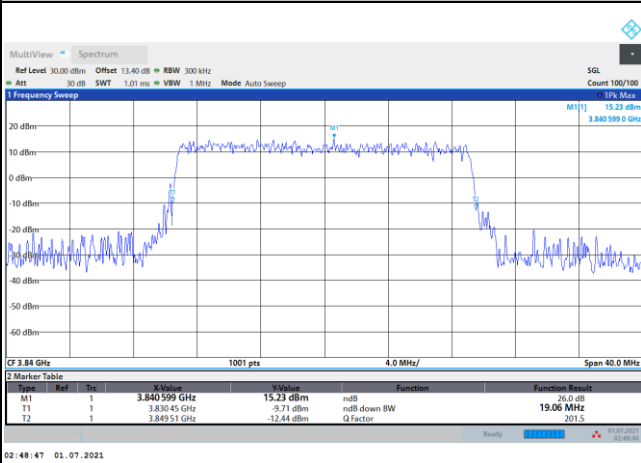 MultiView Spectrum
Ref Level 30.00 dBm Offset 13.40 dB RBW 300 kHz SGL
Att 30 dB SWT 1.01 ms VBW 1 MHz Mode Auto Sweep Count 100/100
1 Frequency Sweep 1Pk Max
M1[1] 15.23 dBm
3.840 599 0 GHz
M1
20 dBm
10 dBm
0 dBm
-10 dBm
-20 dBm
-30 dBm
-40 dBm
-50 dBm
-60 dBm
CF 3.84 GHz 1001 pts 4.0 MHz/ Span 40.0 MHz
2 Marker Table
Type Ref Trc X-Value Y-Value Function Function Result
M1 1 3.840 599 GHz 15.23 dBm ndB 26.0 dB
T1 1 3.830 45 GHz -9.71 dBm ndB down BW 19.06 MHz
T2 1 3.849 51 GHz -12.44 dBm Q Factor 201.5
Ready 01.07.2021
02:48:46
02:48:47 01.07.2021